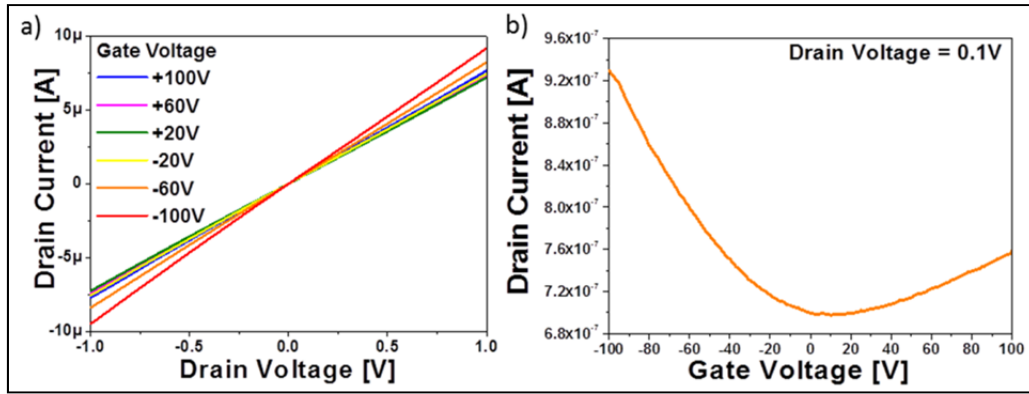 a)
Gate Voltage
+100V
+60V
+20V
-20V
-60V
-100V
10µ
5µ
0
-5µ
-10µ
Drain Current [A]
-1.0 -0.5 0.0 0.5 1.0
Drain Voltage [V]
b)
Drain Voltage = 0.1V
9.6x10⁻⁷
9.2x10⁻⁷
8.8x10⁻⁷
8.4x10⁻⁷
8.0x10⁻⁷
7.6x10⁻⁷
7.2x10⁻⁷
6.8x10⁻⁷
Drain Current [A]
-100 -80 -60 -40 -20 0 20 40 60 80 100
Gate Voltage [V]